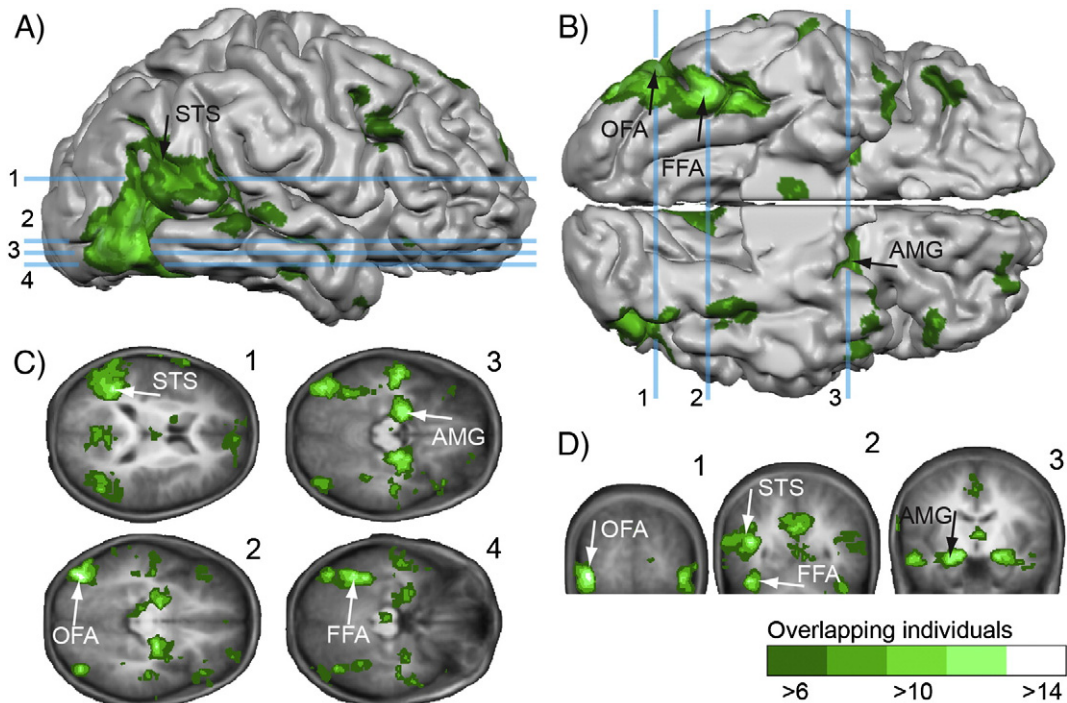 A)
STS
1
2
3
4
B)
OFA
FFA
AMG
1 2 3
C)
1
STS
3
AMG
2
OFA
4
FFA
D)
1
OFA
2
STS
FFA
3
AMG
Overlapping individuals
>6 >10 >14